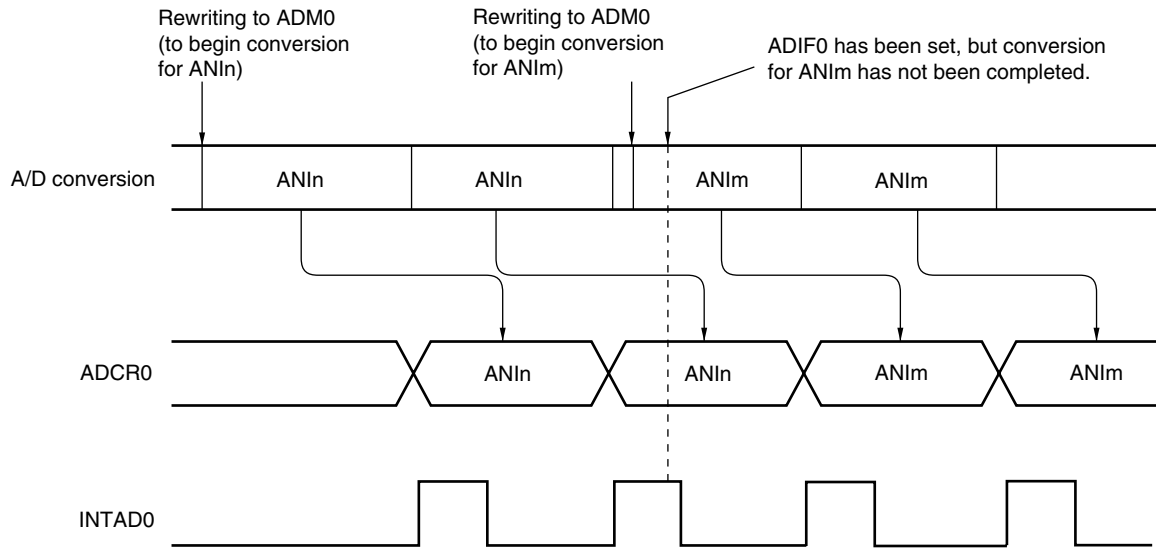 Rewriting to ADM0
(to begin conversion
for ANIn)
Rewriting to ADM0
(to begin conversion
for ANIm)
ADIF0 has been set, but conversion
for ANIm has not been completed.
A/D conversion
ANIn
ANIn
ANIm
ANIm
ADCR0
ANIn
ANIn
ANIm
ANIm
INTAD0